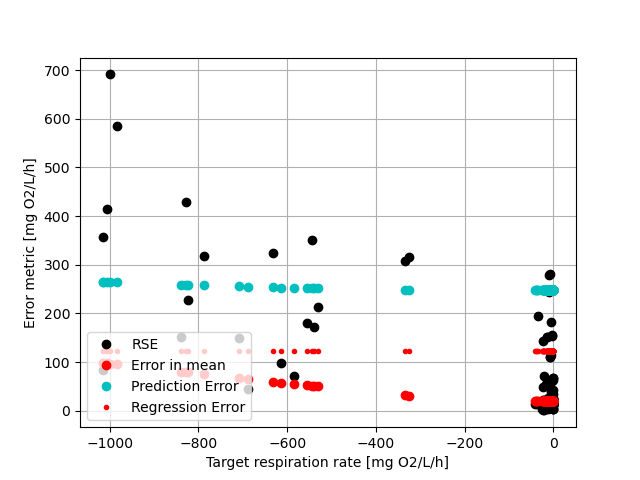 700
600
500
400
300
200
100
0
Error metric [mg O2/L/h]
RSE
Error in mean
Prediction Error
Regression Error
−1000
−800
−600
−400
−200
0
Target respiration rate [mg O2/L/h]